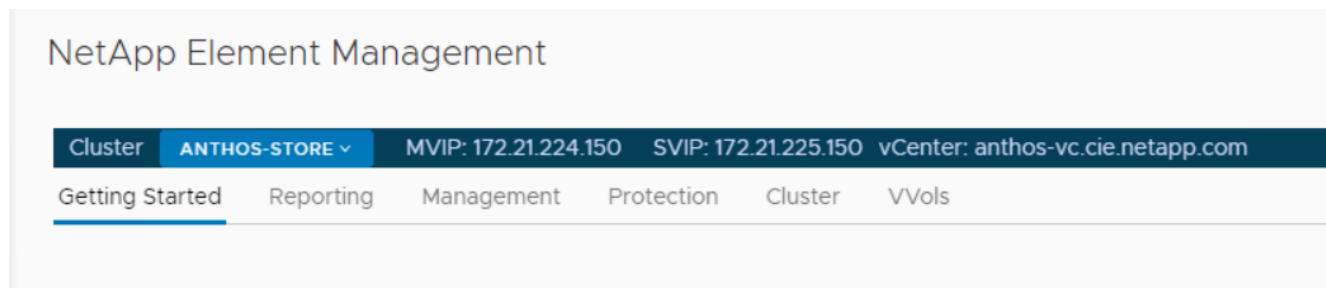 NetApp Element Management
Cluster ANTHOS-STORE MVIP: 172.21.224.150 SVIP: 172.21.225.150 vCenter: anthos-vc.cie.netapp.com
Getting Started Reporting Management Protection Cluster VVols